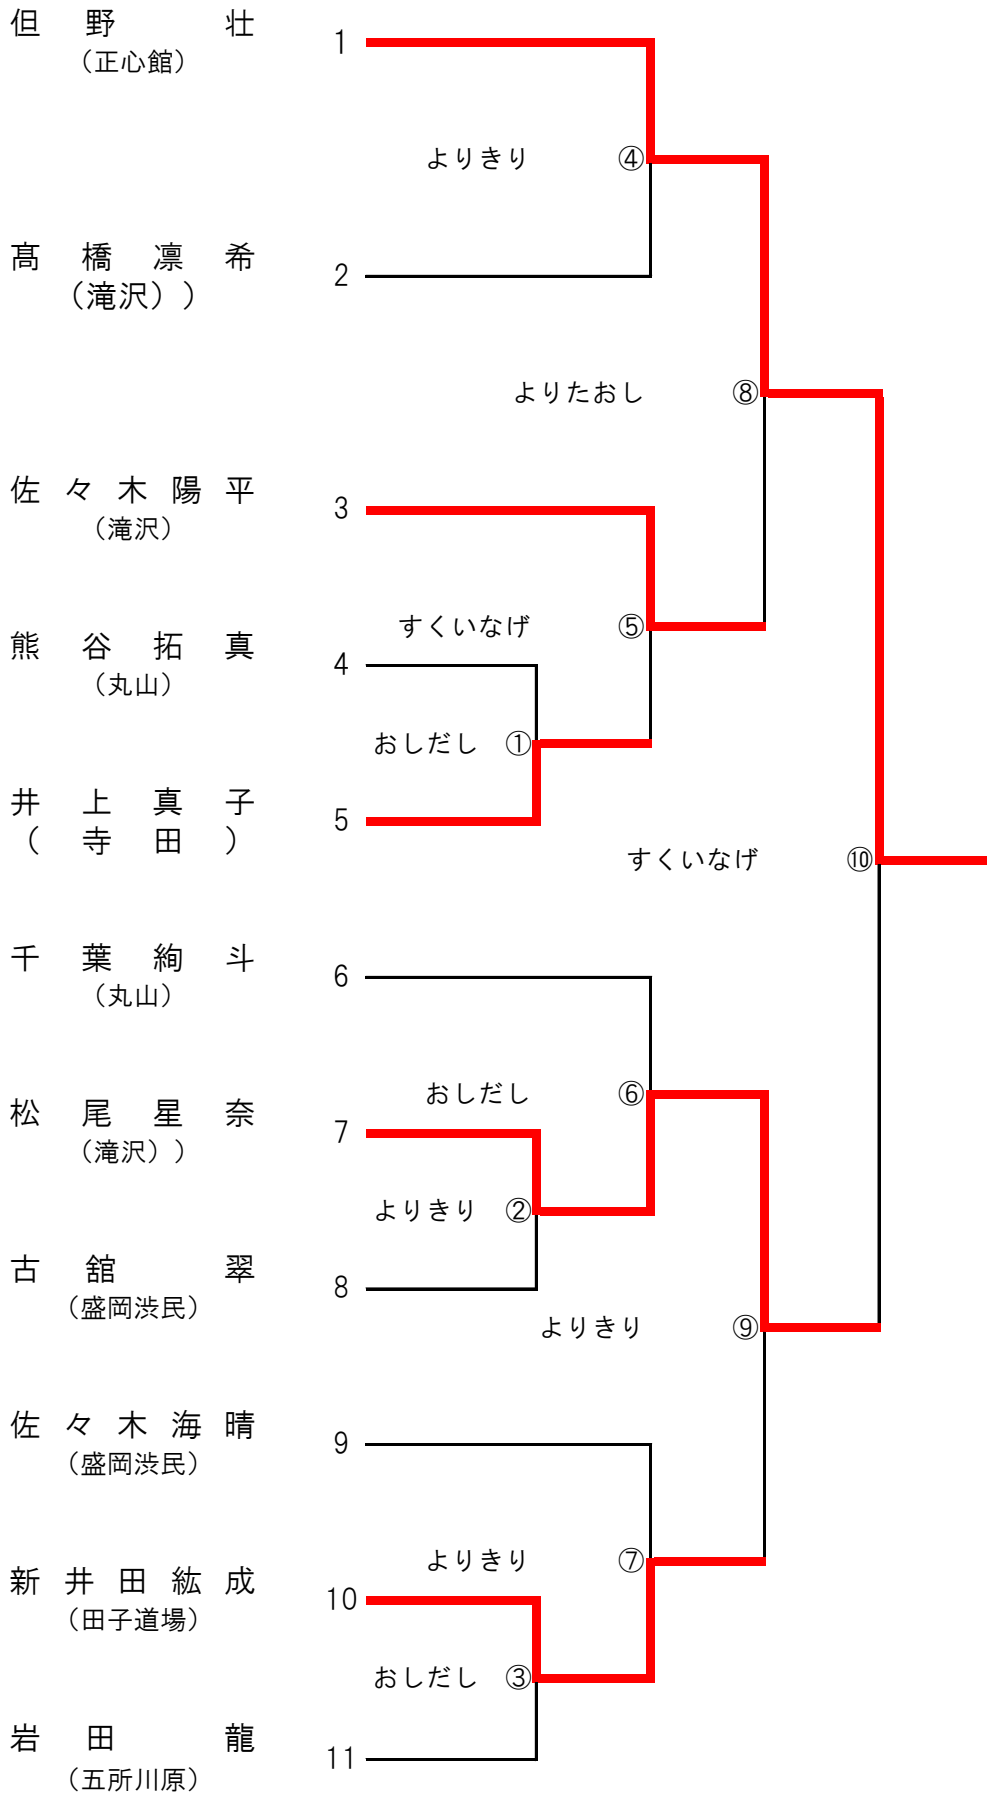 但野壮 1
（正心館）
よりきり ④
髙橋凛希 2
（滝沢））
よりたおし ⑧
佐々木陽平 3
（滝沢）
すくいなげ ⑤
熊谷拓真 4
（丸山）
おしだし ①
井上真子 5
（寺田）
すくいなげ ⑩
千葉絢斗 6
（丸山）
おしだし ⑥
松尾星奈 7
（滝沢））
よりきり ②
古舘翠 8
（盛岡渋民）
よりきり ⑨
佐々木海晴 9
（盛岡渋民）
よりきり ⑦
新井田紘成 10
（田子道場）
おしだし ③
岩田龍 11
（五所川原）